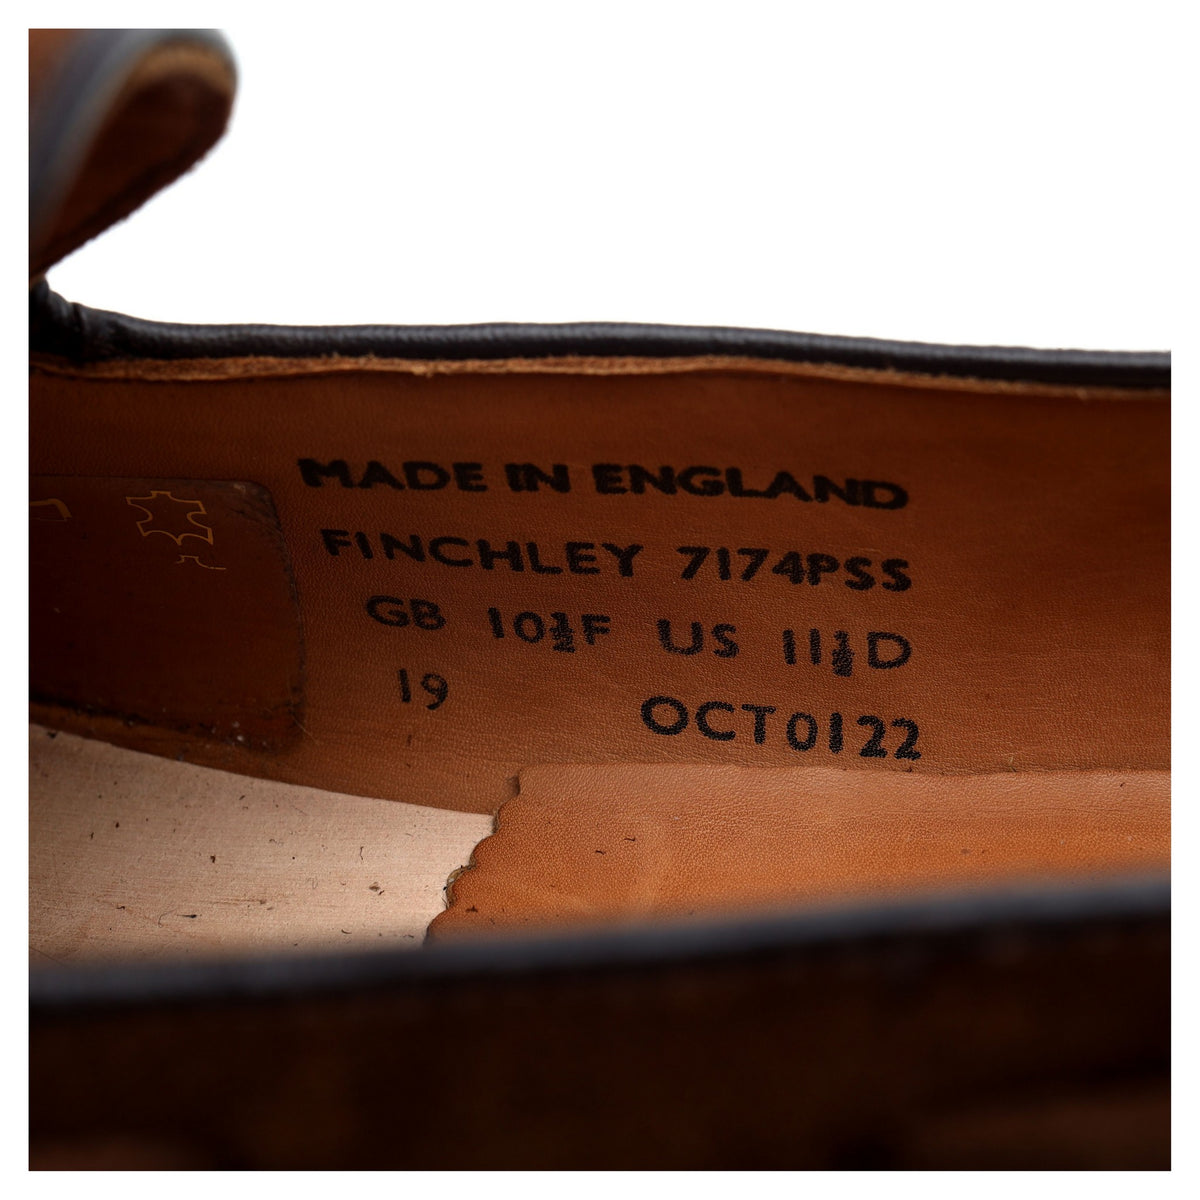 MADE IN ENGLAND
FINCHLEY 7174PSS
GB 10½F US 11½D
19 OCT0122